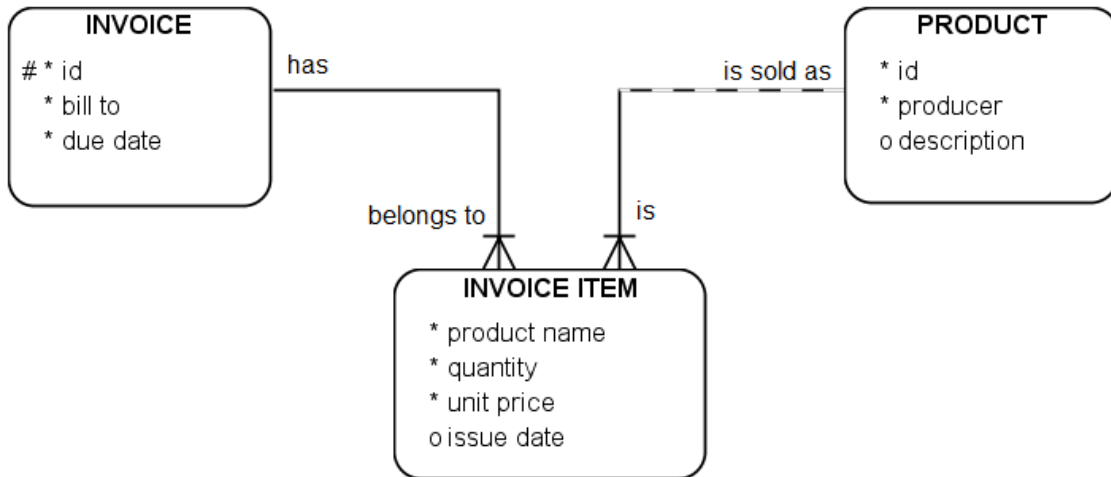 INVOICE
# * id
* bill to
* due date
has
belongs to
PRODUCT
* id
* producer
o description
is sold as
is
INVOICE ITEM
* product name
* quantity
* unit price
o issue date